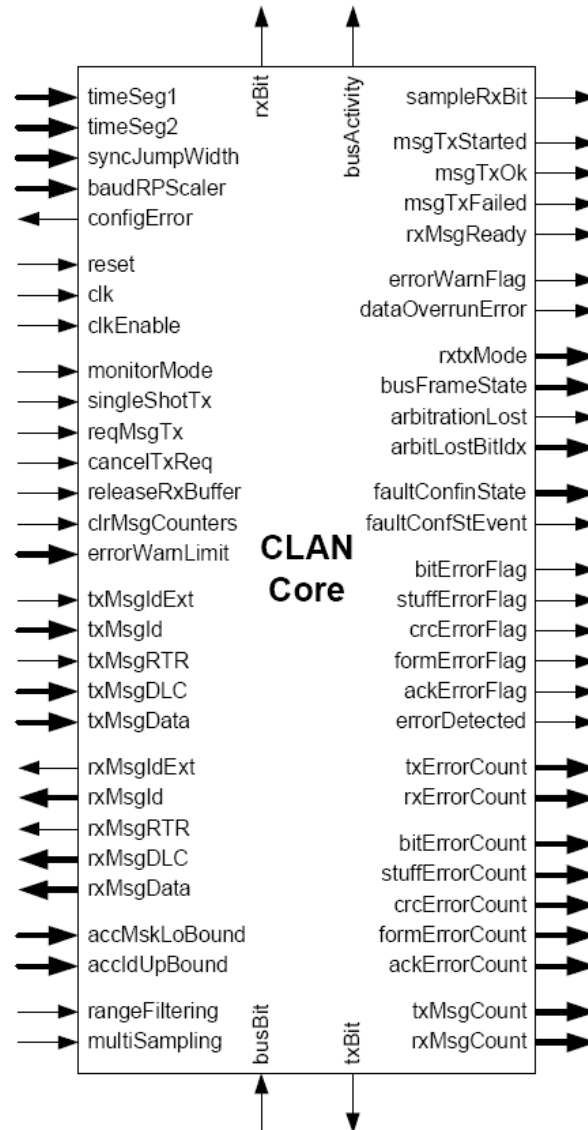 rxBit
busActivity
timeSeg1
timeSeg2
syncJumpWidth
baudRPScaler
configError
reset
clk
clkEnable
monitorMode
singleShotTx
reqMsgTx
cancelTxReq
releaseRxBuffer
clrMsgCounters
errorWarnLimit
txMsgIdExt
txMsgId
txMsgRTR
txMsgDLC
txMsgData
rxMsgIdExt
rxMsgId
rxMsgRTR
rxMsgDLC
rxMsgData
accMskLoBound
accIdUpBound
rangeFiltering
multiSampling
CLAN
Core
sampleRxBit
msgTxStarted
msgTxOk
msgTxFailed
rxMsgReady
errorWarnFlag
dataOverrunError
rxtxMode
busFrameState
arbitrationLost
arbitLostBitIdx
faultConfinState
faultConfStEvent
bitErrorFlag
stuffErrorFlag
crcErrorFlag
formErrorFlag
ackErrorFlag
errorDetected
txErrorCount
rxErrorCount
bitErrorCount
stuffErrorCount
crcErrorCount
formErrorCount
ackErrorCount
txMsgCount
rxMsgCount
busBit
txBit